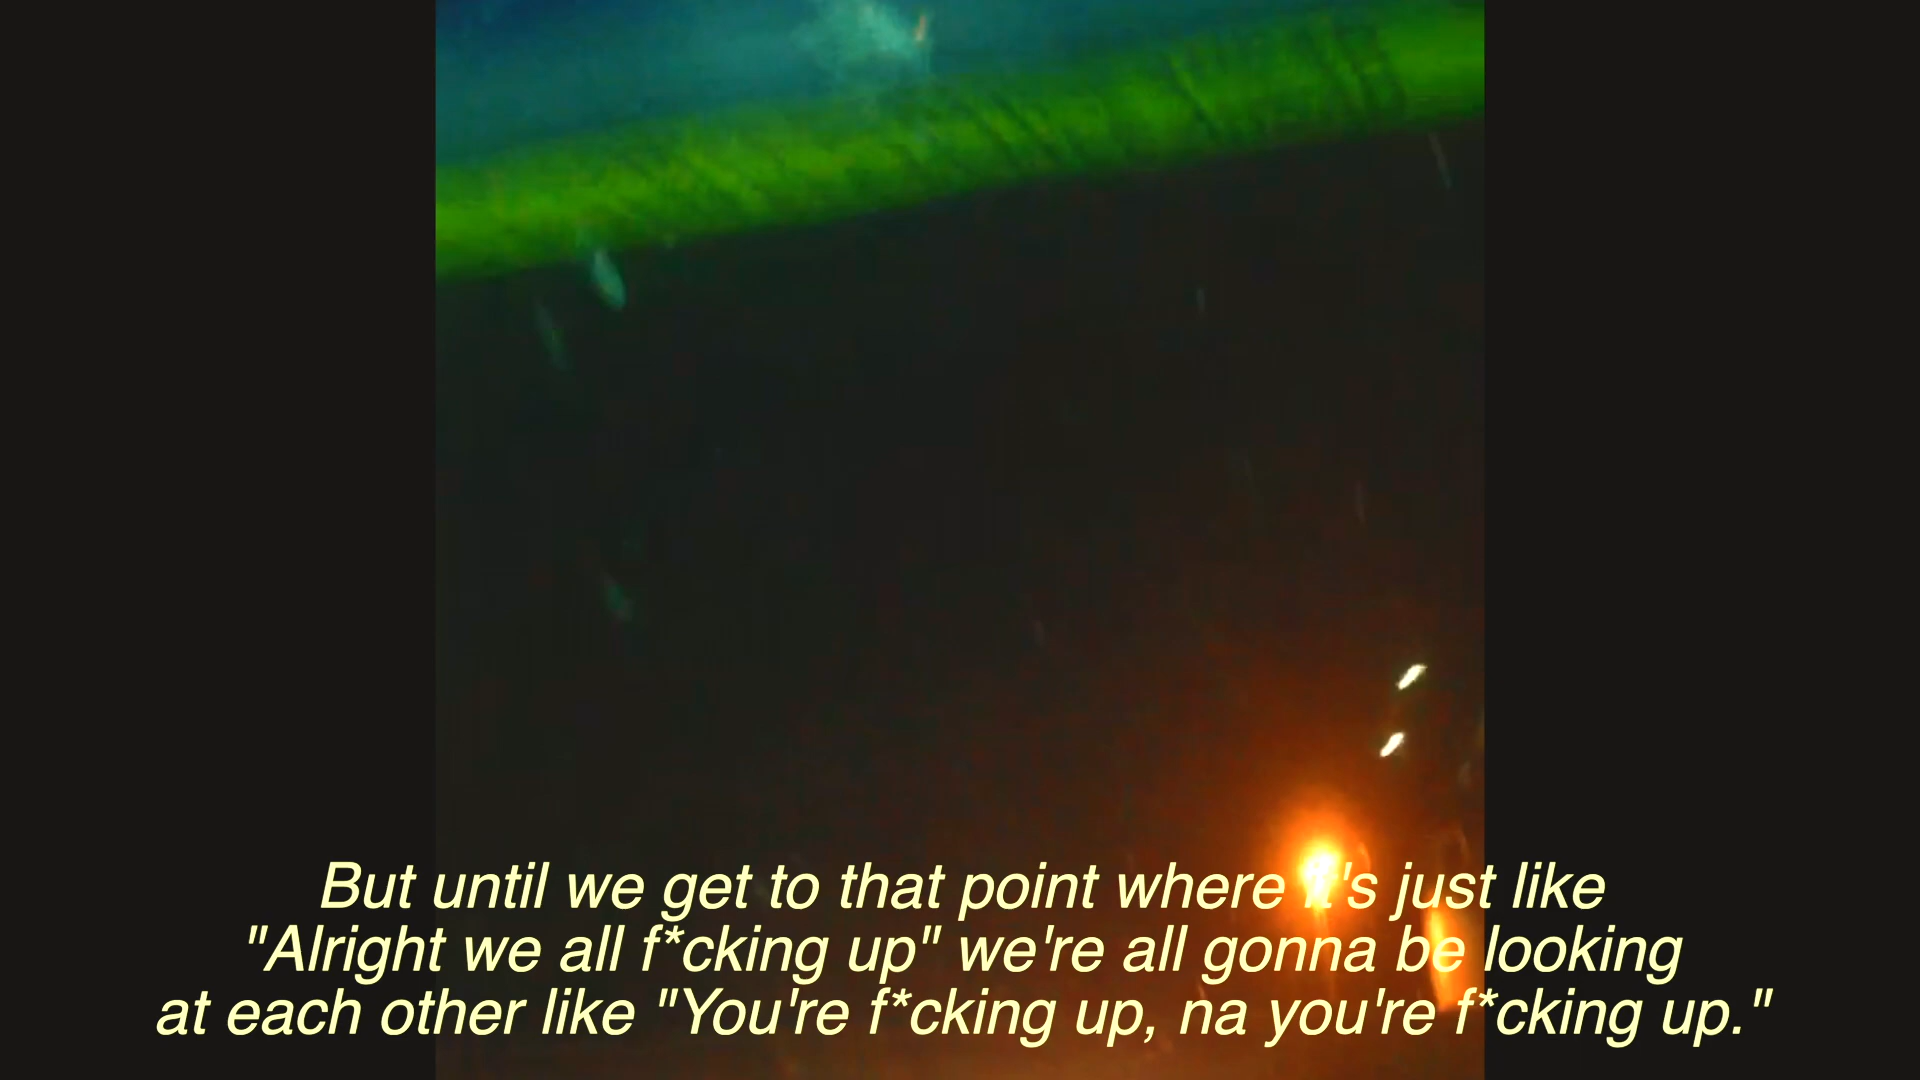 But until we get to that point where it's just like
"Alright we all f*cking up" we're all gonna be looking
at each other like "You're f*cking up, na you're f*cking up."